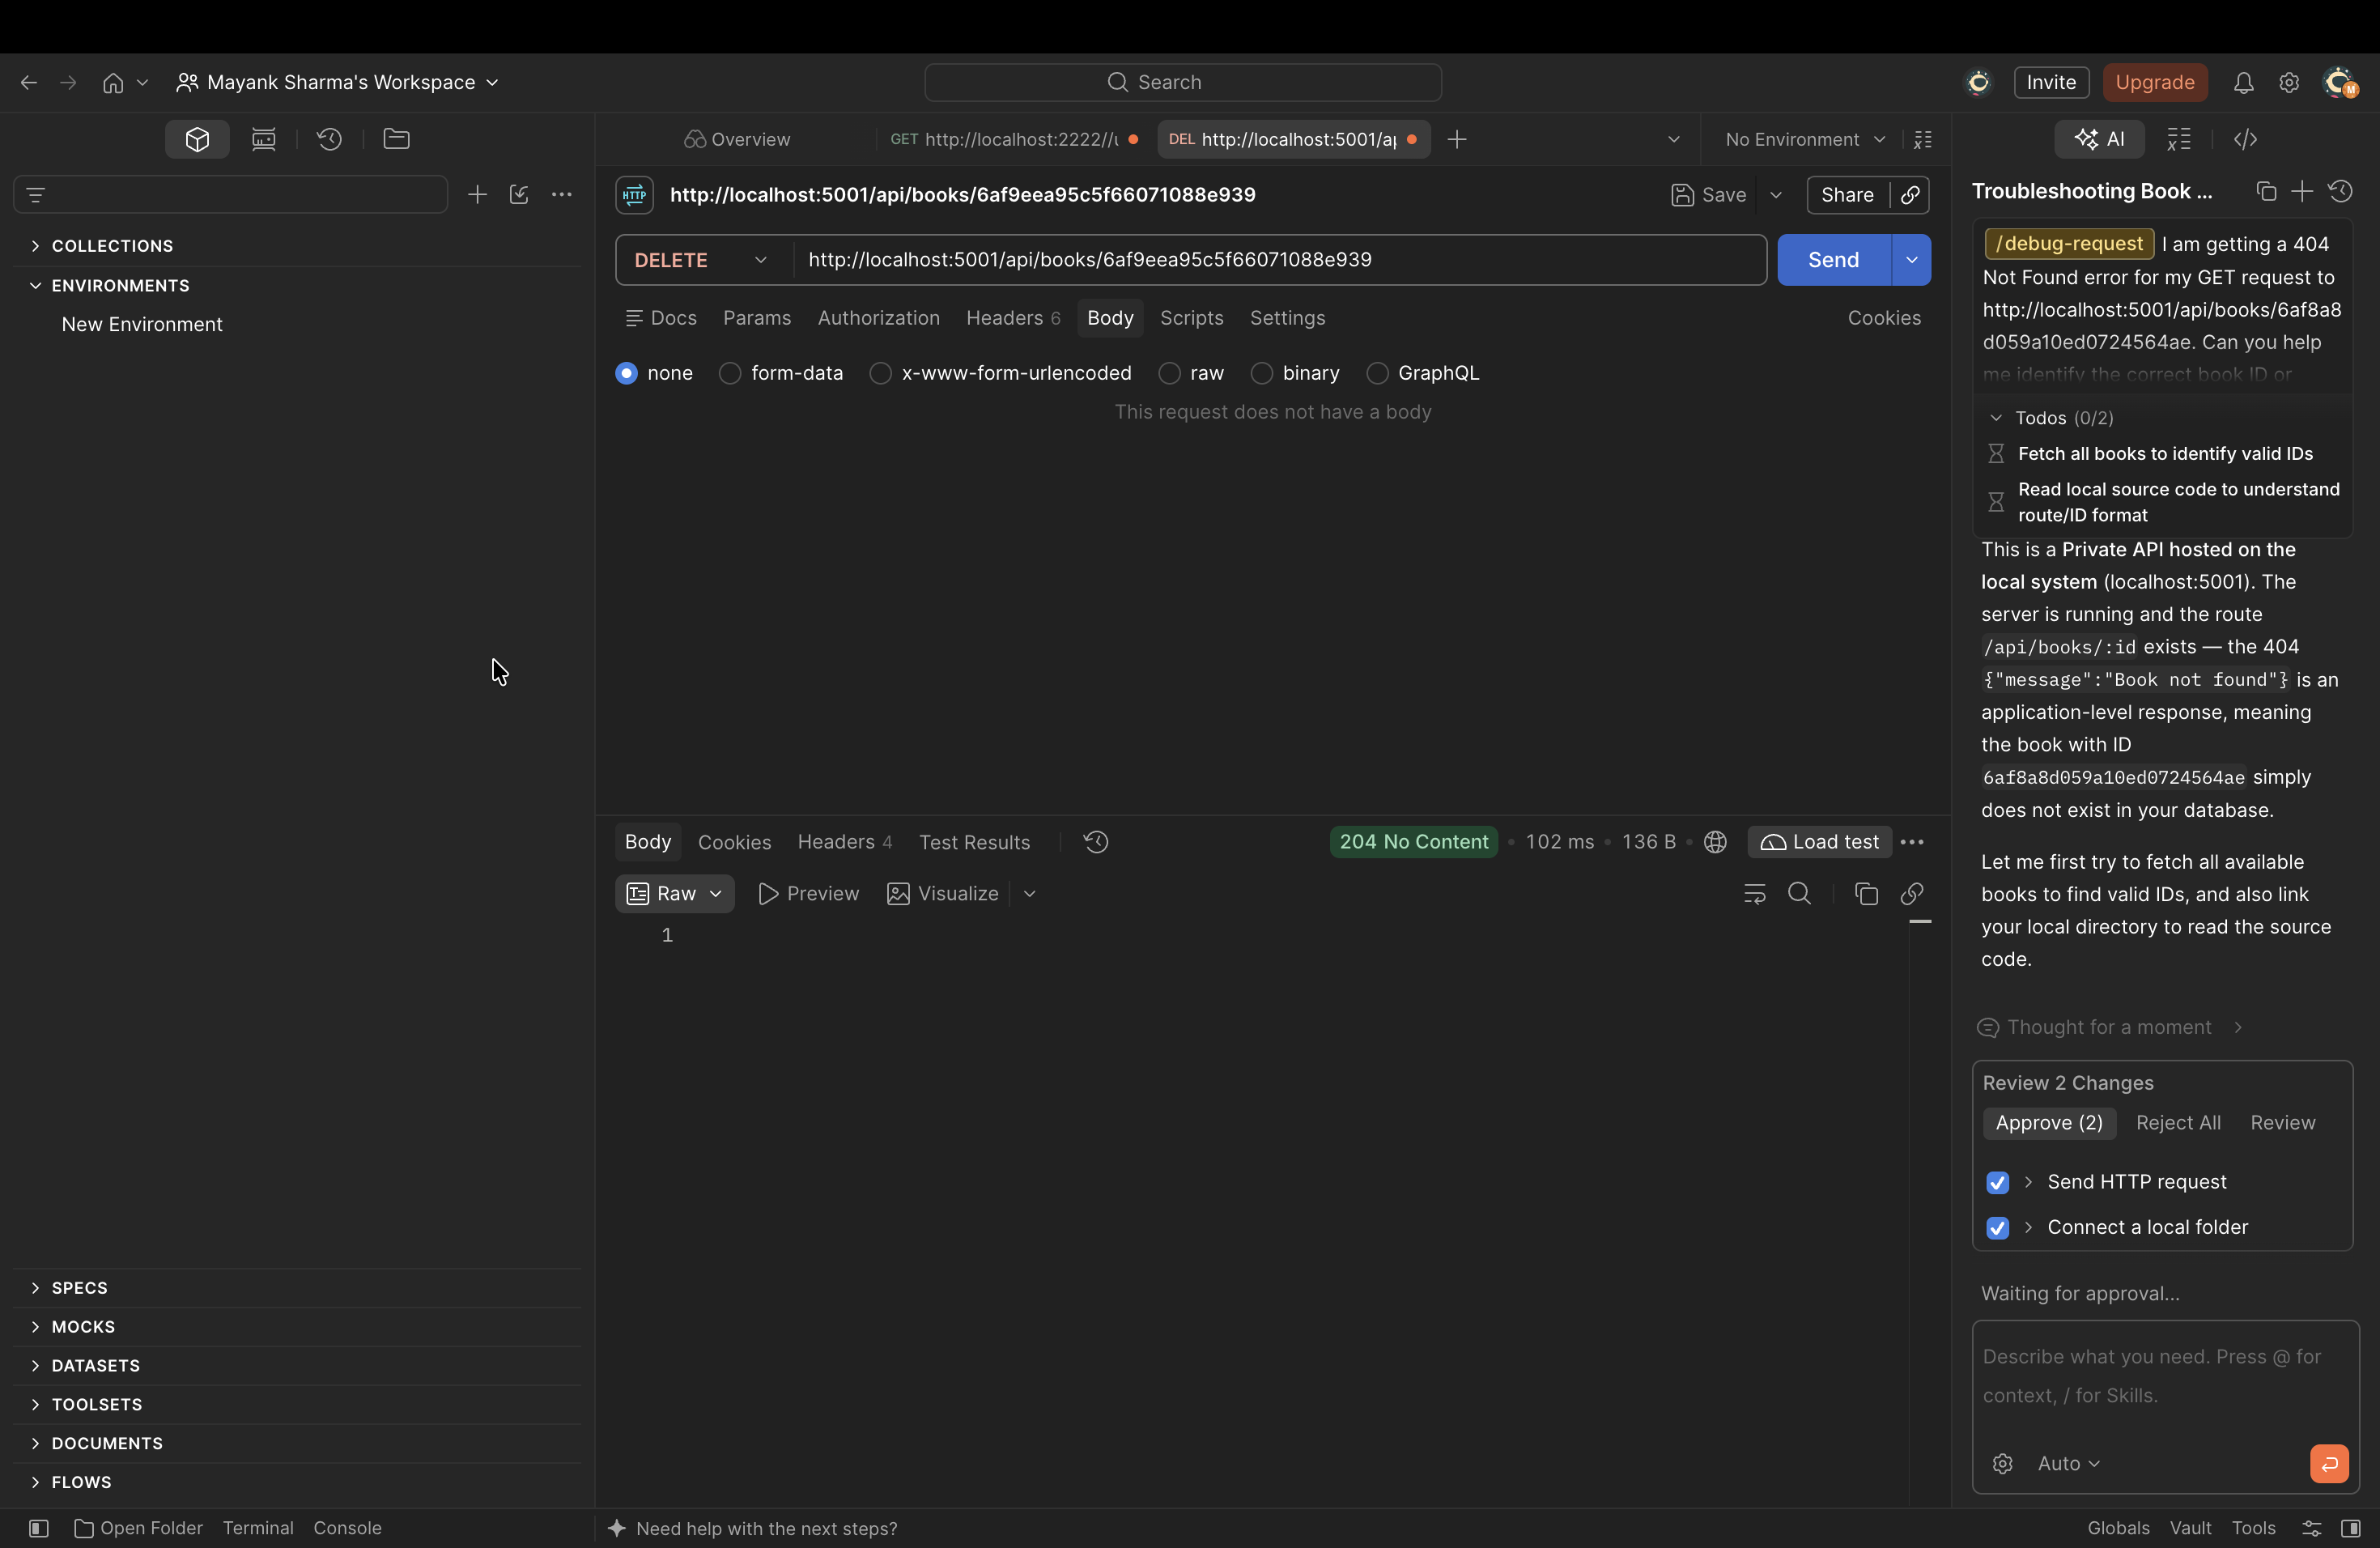 Mayank Sharma's Workspace
Search
Invite
Upgrade
M
Overview
GET http://localhost:2222//u
DEL http://localhost:5001/ap
No Environment
AI
COLLECTIONS
ENVIRONMENTS
New Environment
SPECS
MOCKS
DATASETS
TOOLSETS
DOCUMENTS
FLOWS
HTTP
http://localhost:5001/api/books/6af9eea95c5f66071088e939
Save
Share
DELETE
http://localhost:5001/api/books/6af9eea95c5f66071088e939
Send
Docs
Params
Authorization
Headers 6
Body
Scripts
Settings
Cookies
none
form-data
x-www-form-urlencoded
raw
binary
GraphQL
This request does not have a body
Body
Cookies
Headers 4
Test Results
204 No Content
102 ms
136 B
Load test
Raw
Preview
Visualize
1
Troubleshooting Book ...
/debug-request I am getting a 404
Not Found error for my GET request to
http://localhost:5001/api/books/6af8a8
d059a10ed0724564ae. Can you help
me identify the correct book ID or
Todos (0/2)
Fetch all books to identify valid IDs
Read local source code to understand
route/ID format
This is a Private API hosted on the
local system (localhost:5001). The
server is running and the route
/api/books/:id exists — the 404
{"message":"Book not found"} is an
application-level response, meaning
the book with ID
6af8a8d059a10ed0724564ae simply
does not exist in your database.
Let me first try to fetch all available
books to find valid IDs, and also link
your local directory to read the source
code.
Thought for a moment
Review 2 Changes
Approve (2)
Reject All
Review
Send HTTP request
Connect a local folder
Waiting for approval...
Describe what you need. Press @ for
context, / for Skills.
Auto
Open Folder
Terminal
Console
Need help with the next steps?
Globals
Vault
Tools